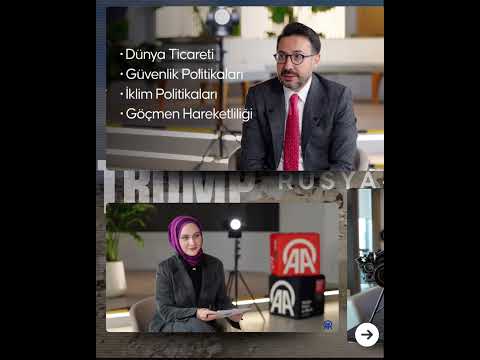 • Dünya Ticareti
• Güvenlik Politikaları
• İklim Politikaları
• Göçmen Hareketliliği
TRUMP RUSYA
AA
AA